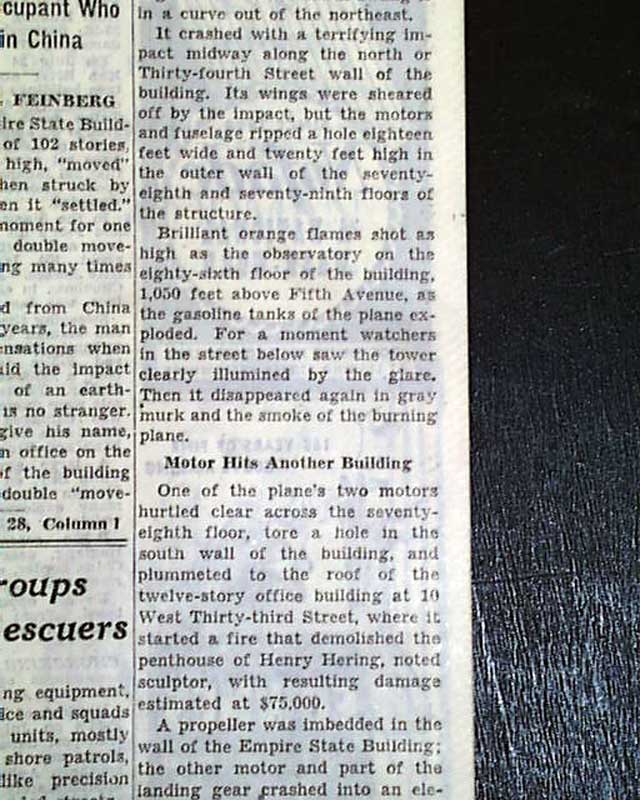 cupant Who
in China
FEINBERG
ire State Build-
of 102 stories,
high, "moved"
hen struck by
en it "settled."
moment for one
double move-
ng many times
d from China
years, the man
ensations when
aid the impact
of an earth-
is no stranger.
give his name,
n office on the
of the building
double "move-
28, Column 1
roups
escuers
ng equipment,
ice and squads
units, mostly
shore patrols,
like precision
in a curve out of the northeast.
It crashed with a terrifying im-
pact midway along the north or
Thirty-fourth Street wall of the
building. Its wings were sheared
off by the impact, but the motors
and fuselage ripped a hole eighteen
feet wide and twenty feet high in
the outer wall of the seventy-
eighth and seventy-ninth floors of
the structure.
Brilliant orange flames shot as
high as the observatory on the
eighty-sixth floor of the building,
1,050 feet above Fifth Avenue, as
the gasoline tanks of the plane ex-
ploded. For a moment watchers
in the street below saw the tower
clearly illumined by the glare.
Then it disappeared again in gray
murk and the smoke of the burning
plane.
Motor Hits Another Building
One of the plane's two motors
hurtled clear across the seventy-
eighth floor, tore a hole in the
south wall of the building, and
plummeted to the roof of the
twelve-story office building at 10
West Thirty-third Street, where it
started a fire that demolished the
penthouse of Henry Hering, noted
sculptor, with resulting damage
estimated at $75,000.
A propeller was imbedded in the
wall of the Empire State Building;
the other motor and part of the
landing gear crashed into an ele-